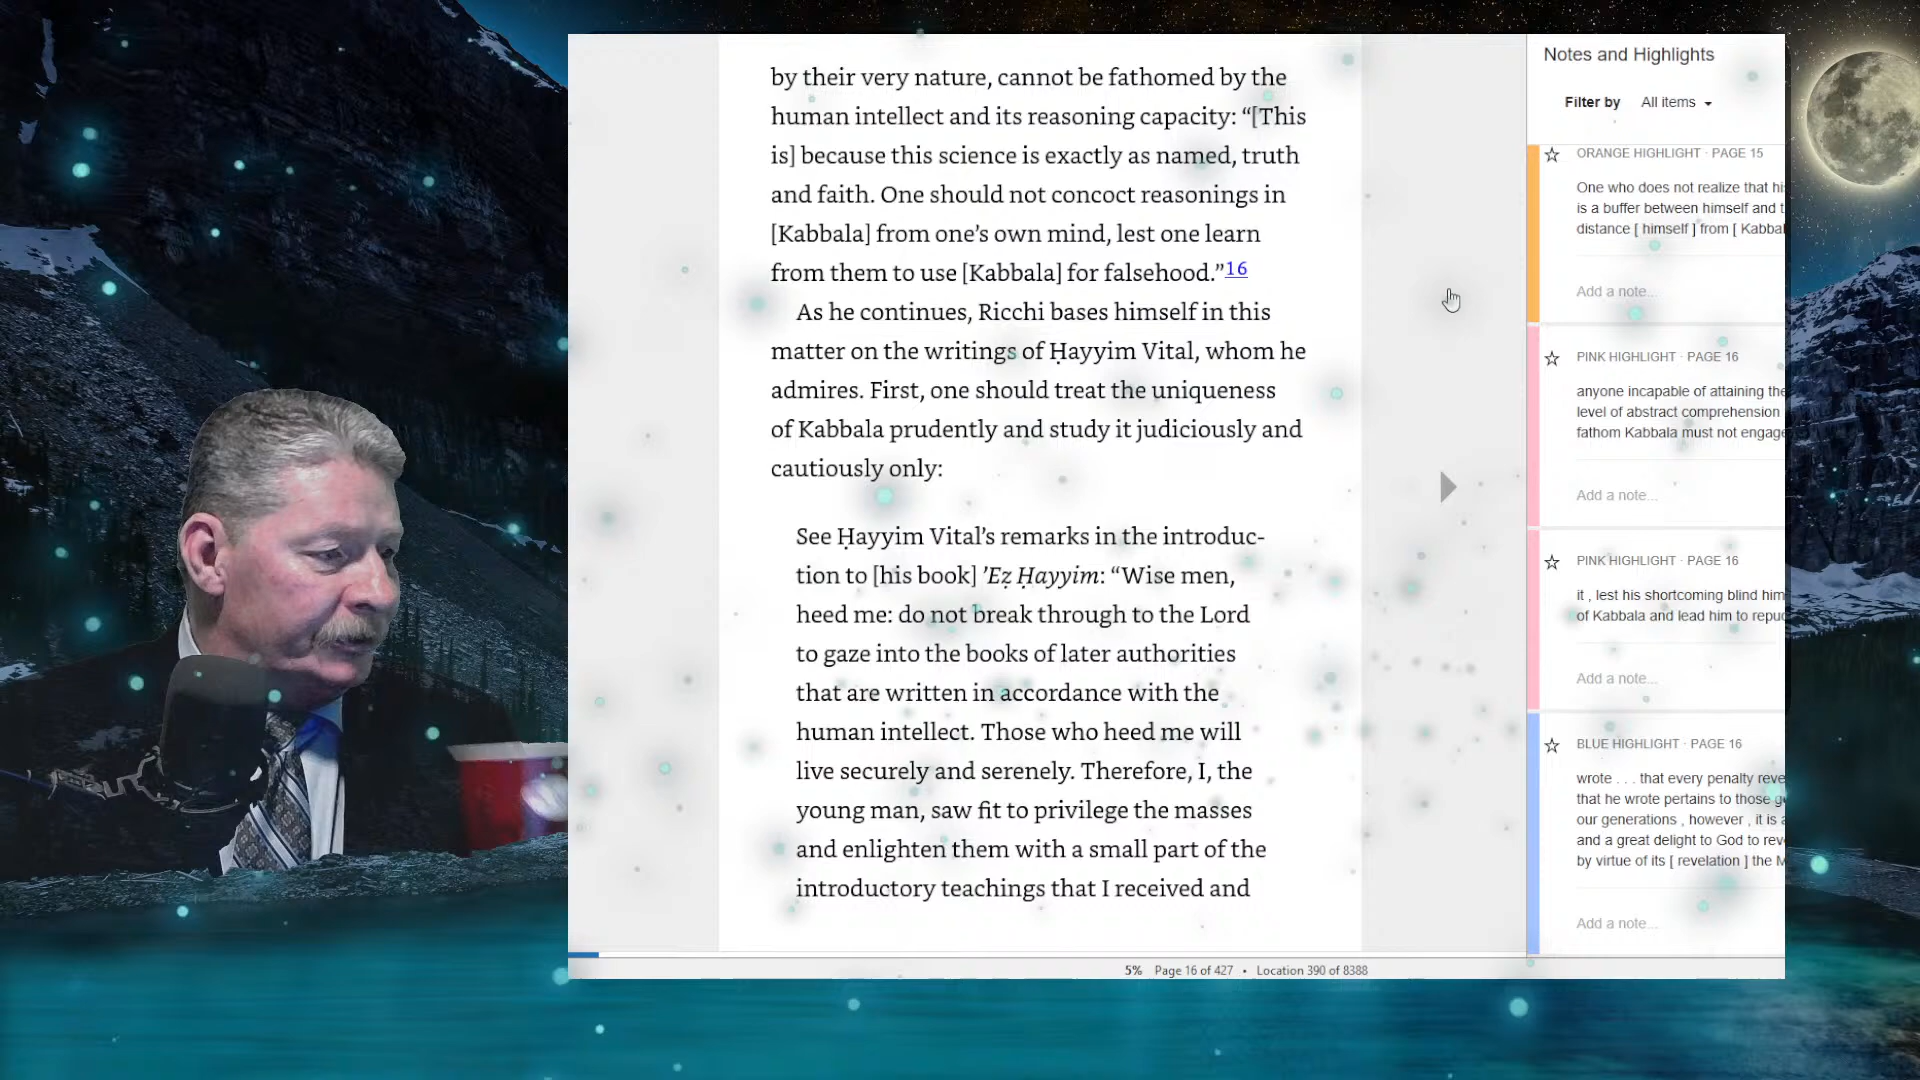 by their very nature, cannot be fathomed by the
human intellect and its reasoning capacity: “[This
is] because this science is exactly as named, truth
and faith. One should not concoct reasonings in
[Kabbala] from one’s own mind, lest one learn
from them to use [Kabbala] for falsehood.”16
As he continues, Ricchi bases himself in this
matter on the writings of Ḥayyim Vital, whom he
admires. First, one should treat the uniqueness
of Kabbala prudently and study it judiciously and
cautiously only:
See Ḥayyim Vital’s remarks in the introduc-
tion to [his book] ’Eẓ Ḥayyim: “Wise men,
heed me: do not break through to the Lord
to gaze into the books of later authorities
that are written in accordance with the
human intellect. Those who heed me will
live securely and serenely. Therefore, I, the
young man, saw fit to privilege the masses
and enlighten them with a small part of the
introductory teachings that I received and
5% Page 16 of 427 • Location 390 of 8388
Notes and Highlights
Filter by All items
ORANGE HIGHLIGHT · PAGE 15
One who does not realize that hi
is a buffer between himself and t
distance [ himself ] from [ Kabbal
Add a note...
PINK HIGHLIGHT · PAGE 16
anyone incapable of attaining the
level of abstract comprehension
fathom Kabbala must not engage
Add a note...
PINK HIGHLIGHT · PAGE 16
it , lest his shortcoming blind him
of Kabbala and lead him to repu
Add a note...
BLUE HIGHLIGHT · PAGE 16
wrote . . . that every penalty reve
that he wrote pertains to those g
our generations , however , it is a
and a great delight to God to rev
by virtue of its [ revelation ] the M
Add a note...